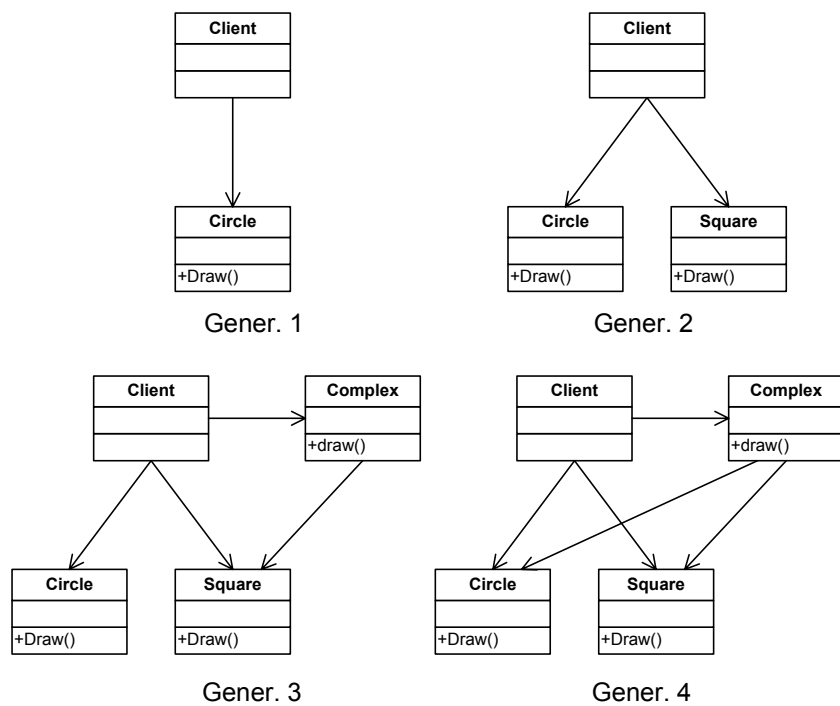 Client
Circle
+Draw()
Gener. 1
Client
Circle
+Draw()
Square
+Draw()
Gener. 2
Client
Complex
+draw()
Circle
+Draw()
Square
+Draw()
Gener. 3
Client
Complex
+draw()
Circle
+Draw()
Square
+Draw()
Gener. 4